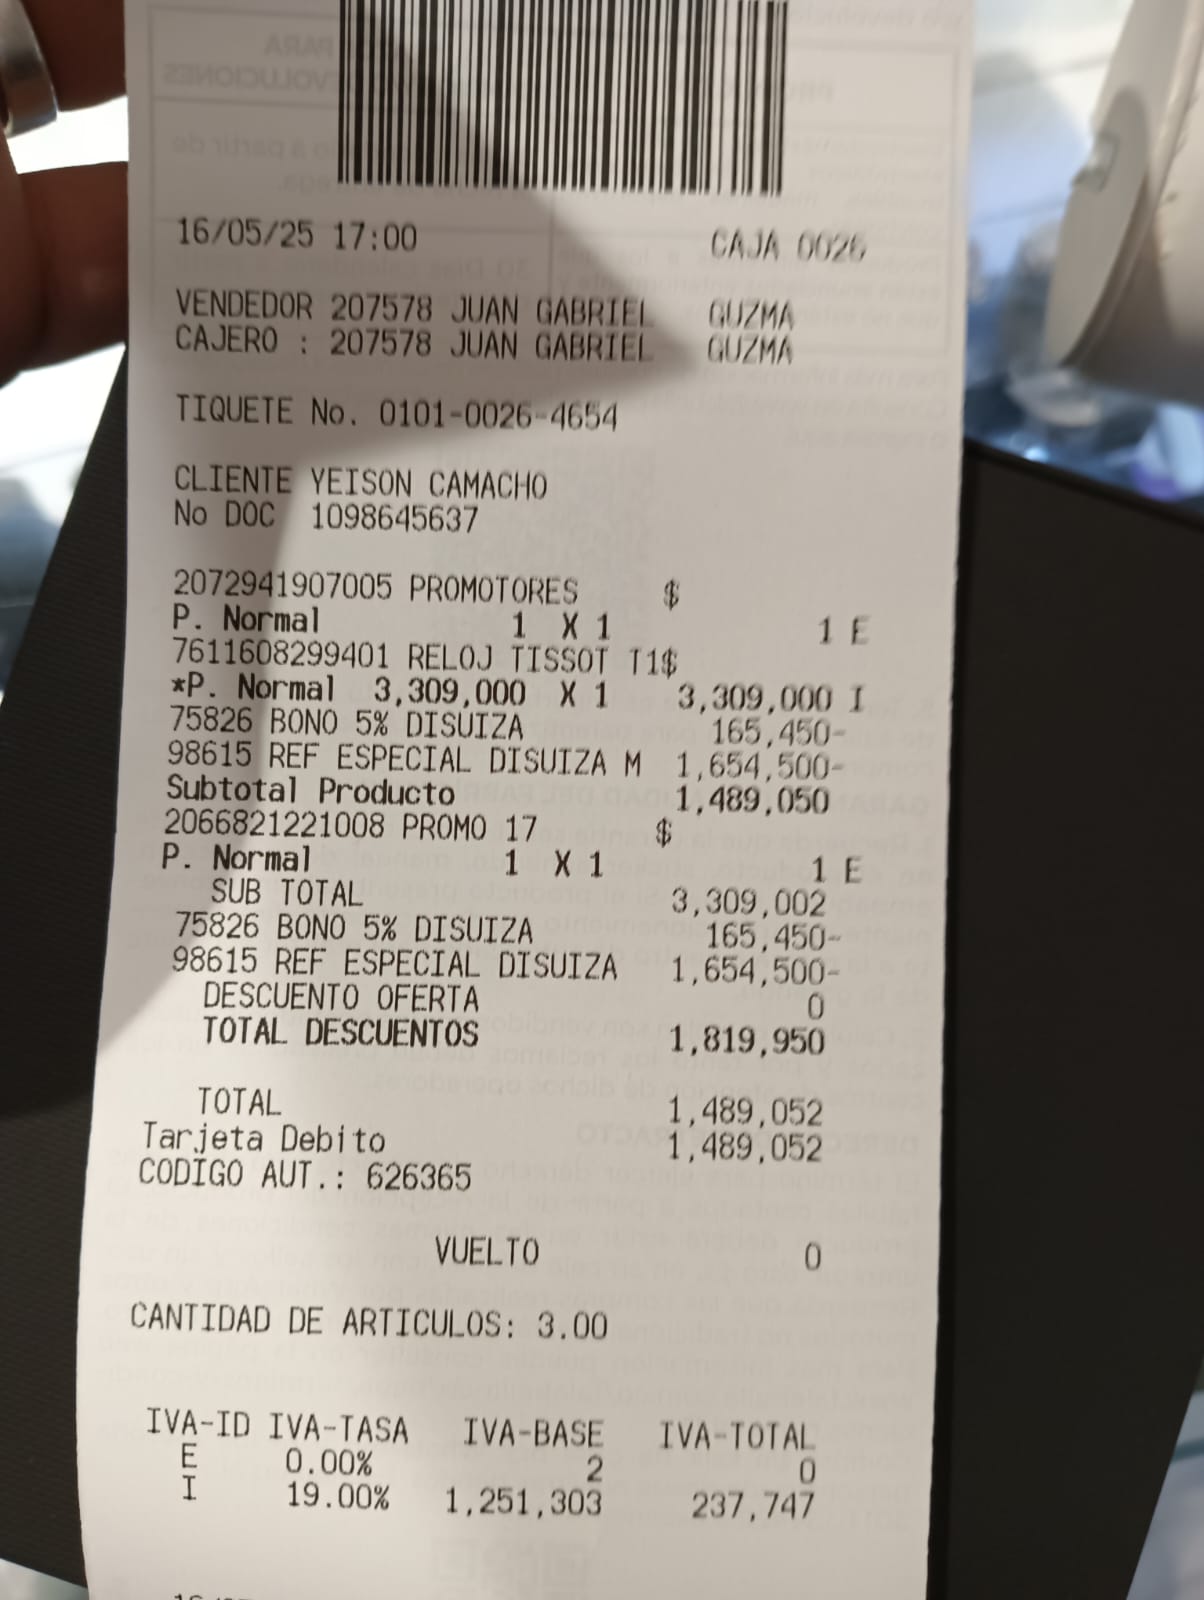 16/05/25 17:00 CAJA 0026
VENDEDOR 207578 JUAN GABRIEL GUZMA
CAJERO : 207578 JUAN GABRIEL GUZMA
TIQUETE No. 0101-0026-4654
CLIENTE YEISON CAMACHO
No DOC 1098645637
2072941907005 PROMOTORES $
P. Normal 1 X 1 1 E
7611608299401 RELOJ TISSOT T1$
*P. Normal 3,309,000 X 1 3,309,000 I
75826 BONO 5% DISUIZA 165,450-
98615 REF ESPECIAL DISUIZA M 1,654,500-
Subtotal Producto 1,489,050
2066821221008 PROMO 17 $
P. Normal 1 X 1 1 E
SUB TOTAL 3,309,002
75826 BONO 5% DISUIZA 165,450-
98615 REF ESPECIAL DISUIZA 1,654,500-
DESCUENTO OFERTA 0
TOTAL DESCUENTOS 1,819,950
TOTAL 1,489,052
Tarjeta Debito 1,489,052
CODIGO AUT.: 626365
VUELTO 0
CANTIDAD DE ARTICULOS: 3.00
IVA-ID IVA-TASA IVA-BASE IVA-TOTAL
E 0.00% 2 0
I 19.00% 1,251,303 237,747